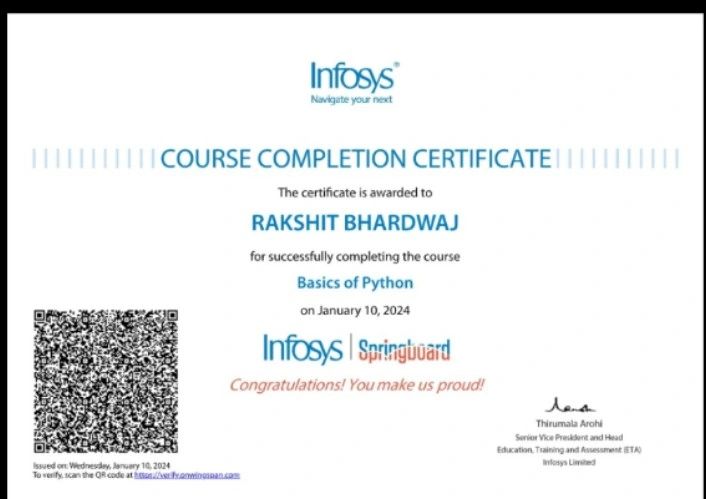 Infosys®
Navigate your next
COURSE COMPLETION CERTIFICATE
The certificate is awarded to
RAKSHIT BHARDWAJ
for successfully completing the course
Basics of Python
on January 10, 2024
Infosys | Springboard
Congratulations! You make us proud!
Thirumala Arohi
Senior Vice President and Head
Education, Training and Assessment (ETA)
Infosys Limited
Issued on: Wednesday, January 10, 2024
To verify, scan the QR code at https://verify.onwingspan.com